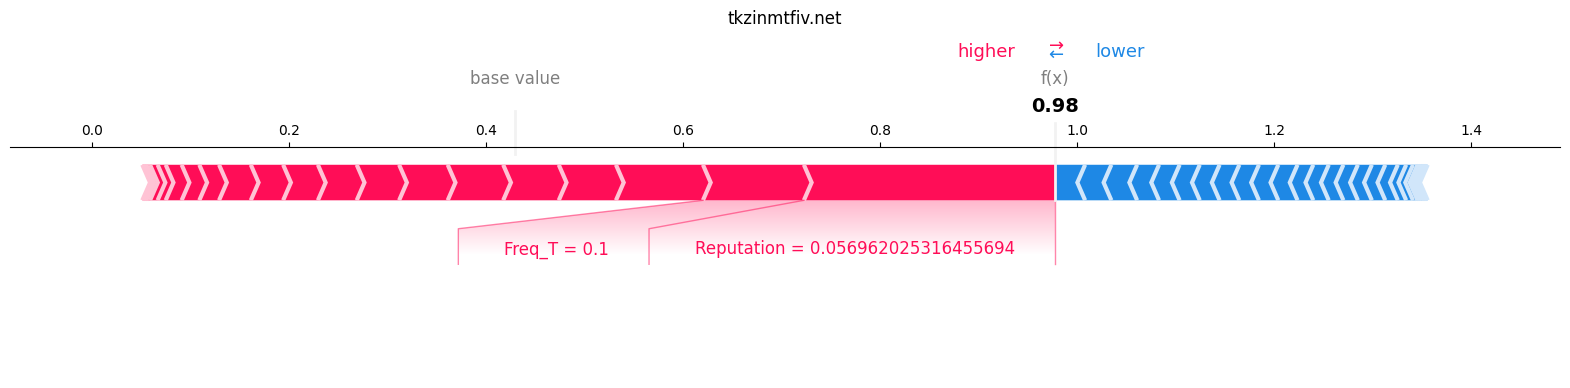 tkzinmtfiv.net
higher → ← lower
base value f(x)
0.98
0.0 0.2 0.4 0.6 0.8 1.0 1.2 1.4
Freq_T = 0.1 Reputation = 0.056962025316455694